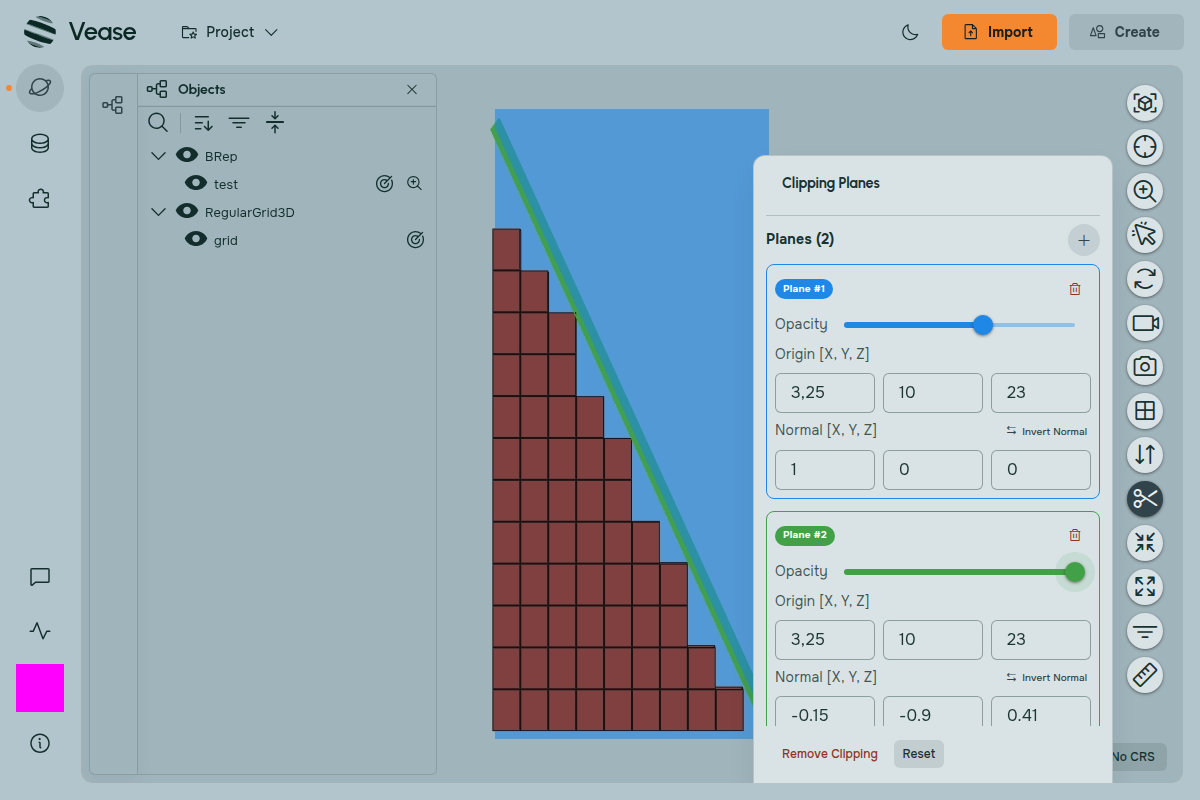 Vease
Project
Import
Create
Objects
BRep
test
RegularGrid3D
grid
Clipping Planes
Planes (2)
Plane #1
Opacity
Origin [X, Y, Z]
3,25 10 23
Normal [X, Y, Z] Invert Normal
1 0 0
Plane #2
Opacity
Origin [X, Y, Z]
3,25 10 23
Normal [X, Y, Z] Invert Normal
-0.15 -0.9 0.41
Remove Clipping Reset
No CRS